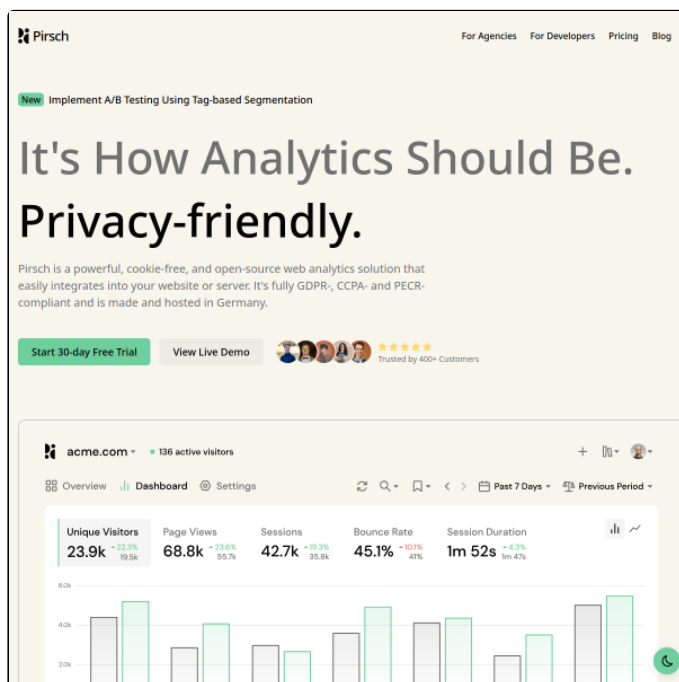 Pirsch
For Agencies For Developers Pricing Blog
New Implement A/B Testing Using Tag-based Segmentation
It's How Analytics Should Be.
Privacy-friendly.
Pirsch is a powerful, cookie-free, and open-source web analytics solution that
easily integrates into your website or server. It's fully GDPR-, CCPA- and PECR-
compliant and is made and hosted in Germany.
Start 30-day Free Trial View Live Demo
Trusted by 400+ Customers
acme.com 136 active visitors
Overview Dashboard Settings Past 7 Days Previous Period
Unique Visitors Page Views Sessions Bounce Rate Session Duration
23.9k 22.3% 68.8k 23.6% 42.7k 19.3% 45.1% 10.1% 1m 52s 4.3%
19.5k 55.7k 35.8k 41% 1m 47s
6.0k
4.0k
2.0k